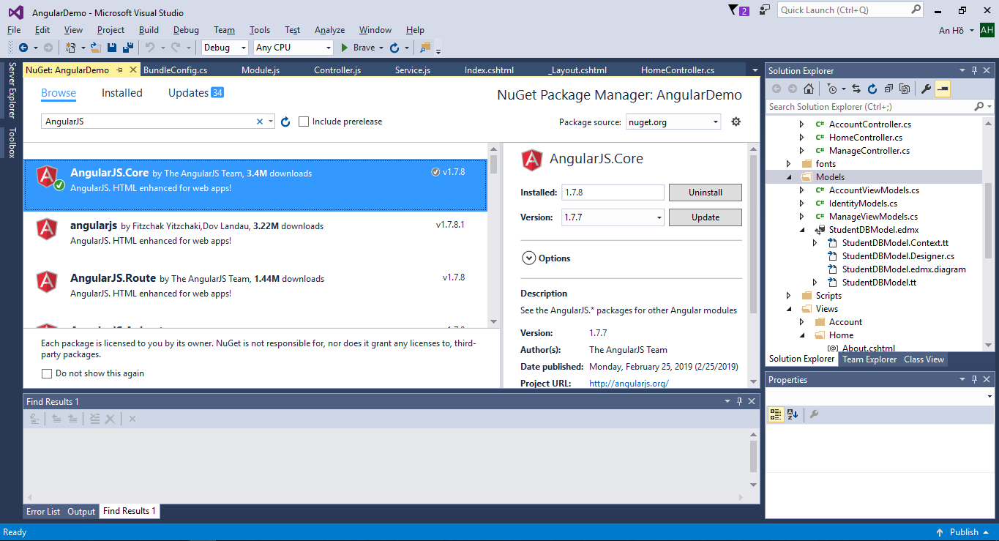 AngularDemo - Microsoft Visual Studio
2
Quick Launch (Ctrl+Q)
File Edit View Project Build Debug Team Tools Test Analyze Window Help
An Hồ AH
Debug Any CPU Brave
Server Explorer
Toolbox
NuGet: AngularDemo BundleConfig.cs Module.js Controller.js Service.js Index.cshtml _Layout.cshtml HomeController.cs
Browse Installed Updates 34
NuGet Package Manager: AngularDemo
AngularJS
Include prerelease
Package source: nuget.org
AngularJS.Core by The AngularJS Team, 3.4M downloads v1.7.8
AngularJS. HTML enhanced for web apps!
angularjs by Fitzchak Yitzchaki,Dov Landau, 3.22M downloads v1.7.8.1
AngularJS. HTML enhanced for web apps!
AngularJS.Route by The AngularJS Team, 1.44M downloads v1.7.8
AngularJS. HTML enhanced for web apps!
Each package is licensed to you by its owner. NuGet is not responsible for, nor does it grant any licenses to, third-
party packages.
Do not show this again
AngularJS.Core
Installed: 1.7.8 Uninstall
Version: 1.7.7 Update
Options
Description
See the AngularJS.* packages for other Angular modules
Version: 1.7.7
Author(s): The AngularJS Team
Date published: Monday, February 25, 2019 (2/25/2019)
Project URL: http://angularjs.org/
Find Results 1
Error List Output Find Results 1
Solution Explorer
Search Solution Explorer (Ctrl+;)
C# AccountController.cs
C# HomeController.cs
C# ManageController.cs
fonts
Models
C# AccountViewModels.cs
C# IdentityModels.cs
C# ManageViewModels.cs
StudentDBModel.edmx
StudentDBModel.Context.tt
StudentDBModel.Designer.cs
StudentDBModel.edmx.diagram
StudentDBModel.tt
Scripts
Views
Account
Home
About.cshtml
Solution Explorer Team Explorer Class View
Properties
Ready
Publish